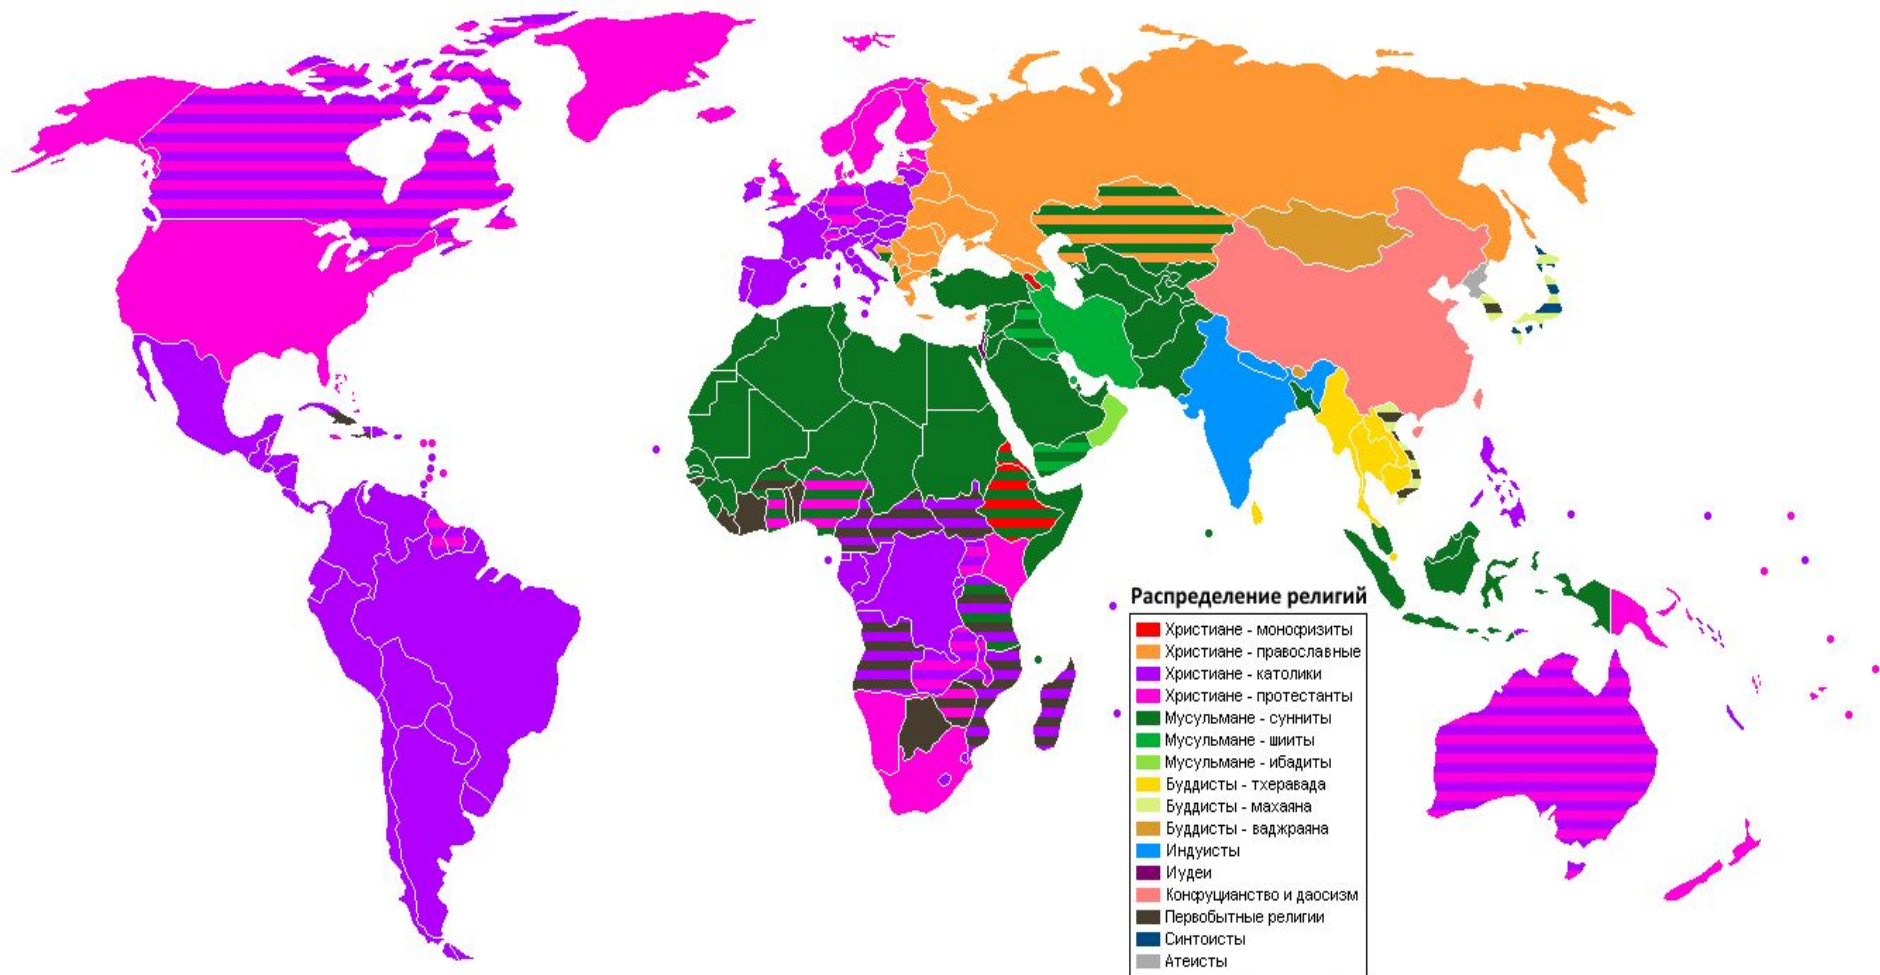 Распределение религий
Христиане - монофизиты
Христиане - православные
Христиане - католики
Христиане - протестанты
Мусульмане - сунниты
Мусульмане - шииты
Мусульмане - ибадиты
Буддисты - тхеравада
Буддисты - махаяна
Буддисты - ваджраяна
Индуисты
Иудеи
Конфуцианство и даосизм
Первобытные религии
Синтоисты
Атеисты